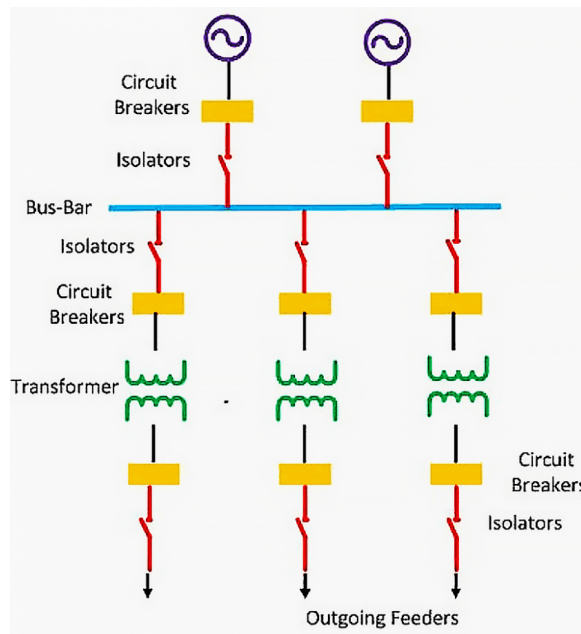 Circuit
Breakers
Isolators
Bus-Bar
Isolators
Circuit
Breakers
Transformer
Circuit
Breakers
Isolators
Outgoing Feeders